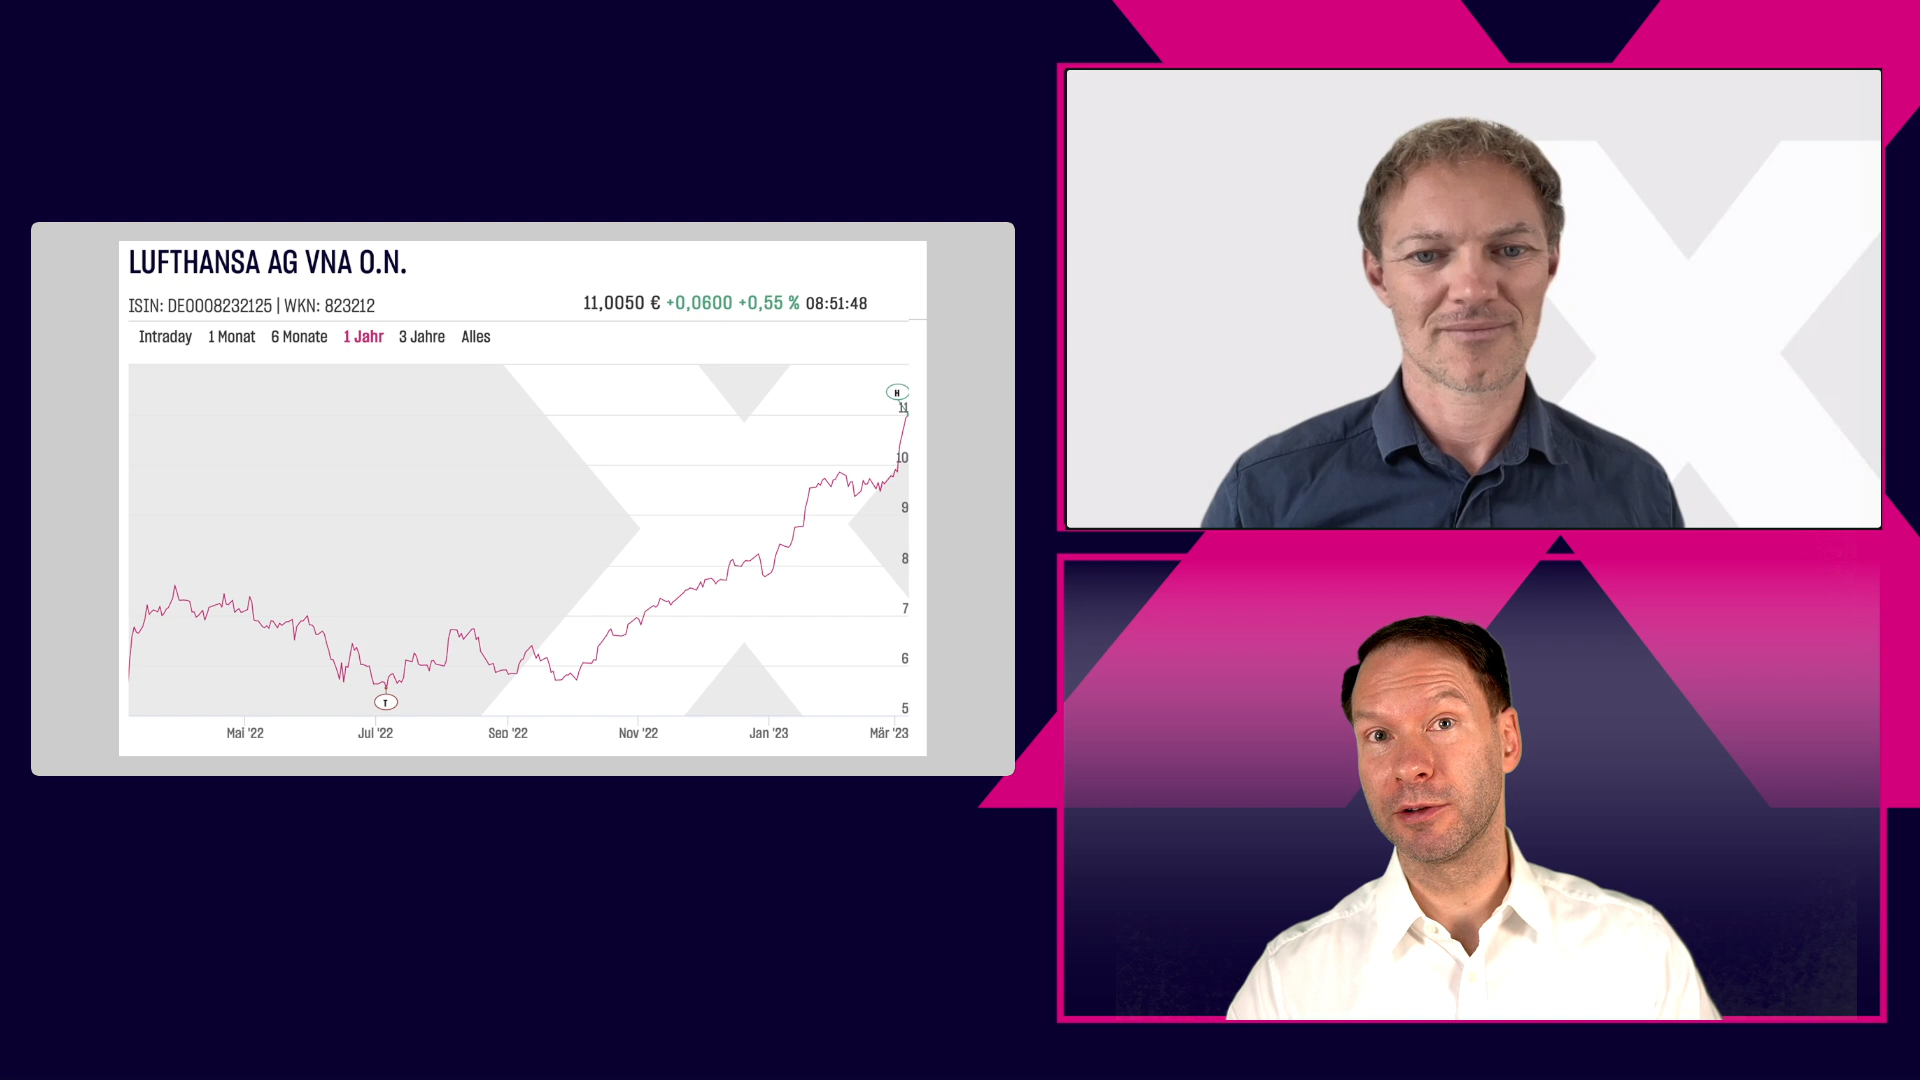 LUFTHANSA AG VNA O.N.
ISIN: DE0008232125 | WKN: 823212
11,0050 € +0,0600 +0,55 % 08:51:48
Intraday 1 Monat 6 Monate 1 Jahr 3 Jahre Alles
H
11
10
9
8
7
6
5
T
Mai '22 Jul '22 Sep '22 Nov '22 Jan '23 Mär '23